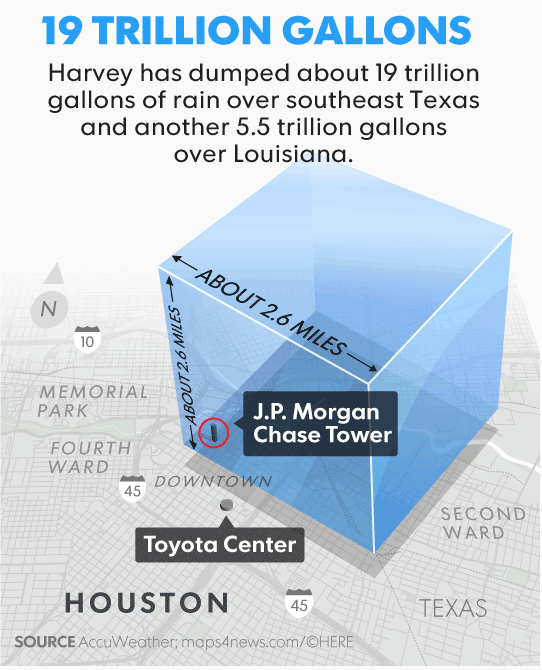 19 TRILLION GALLONS
Harvey has dumped about 19 trillion
gallons of rain over southeast Texas
and another 5.5 trillion gallons
over Louisiana.
ABOUT 2.6 MILES
ABOUT 2.6 MILES
N
10
MEMORIAL
PARK
J.P. Morgan
Chase Tower
FOURTH
WARD
45
DOWNTOWN
SECOND
WARD
Toyota Center
HOUSTON
45
TEXAS
SOURCE AccuWeather; maps4news.com/©HERE